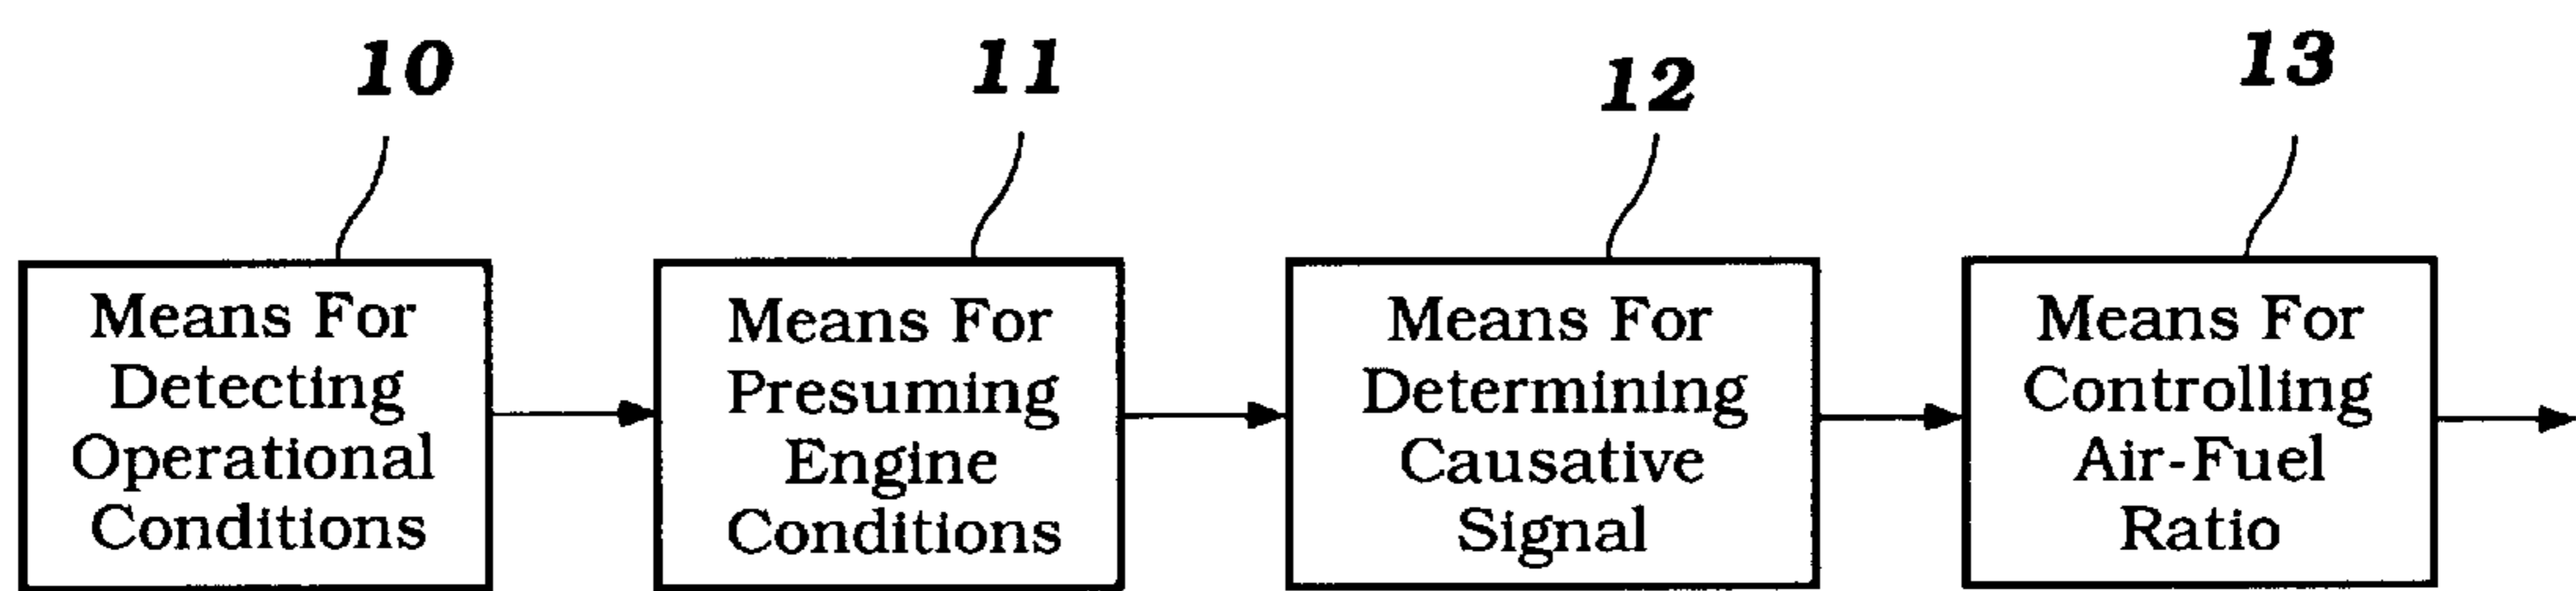 10
11
12
13
Means For
Detecting
Operational
Conditions
Means For
Presuming
Engine
Conditions
Means For
Determining
Causative
Signal
Means For
Controlling
Air-Fuel
Ratio